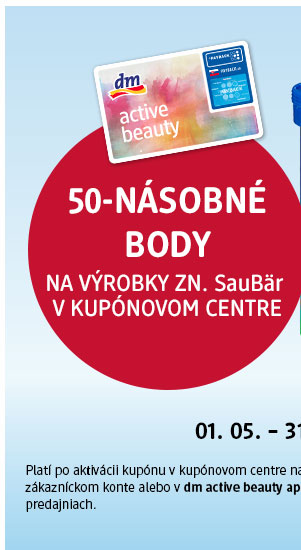 dm
active
beauty
PAYBACK
50-NÁSOBNÉ
BODY
NA VÝROBKY ZN. SauBär
V KUPÓNOVOM CENTRE
01. 05. – 31
Platí po aktivácii kupónu v kupónovom centre na
zákazníckom konte alebo v dm active beauty ap
predajniach.